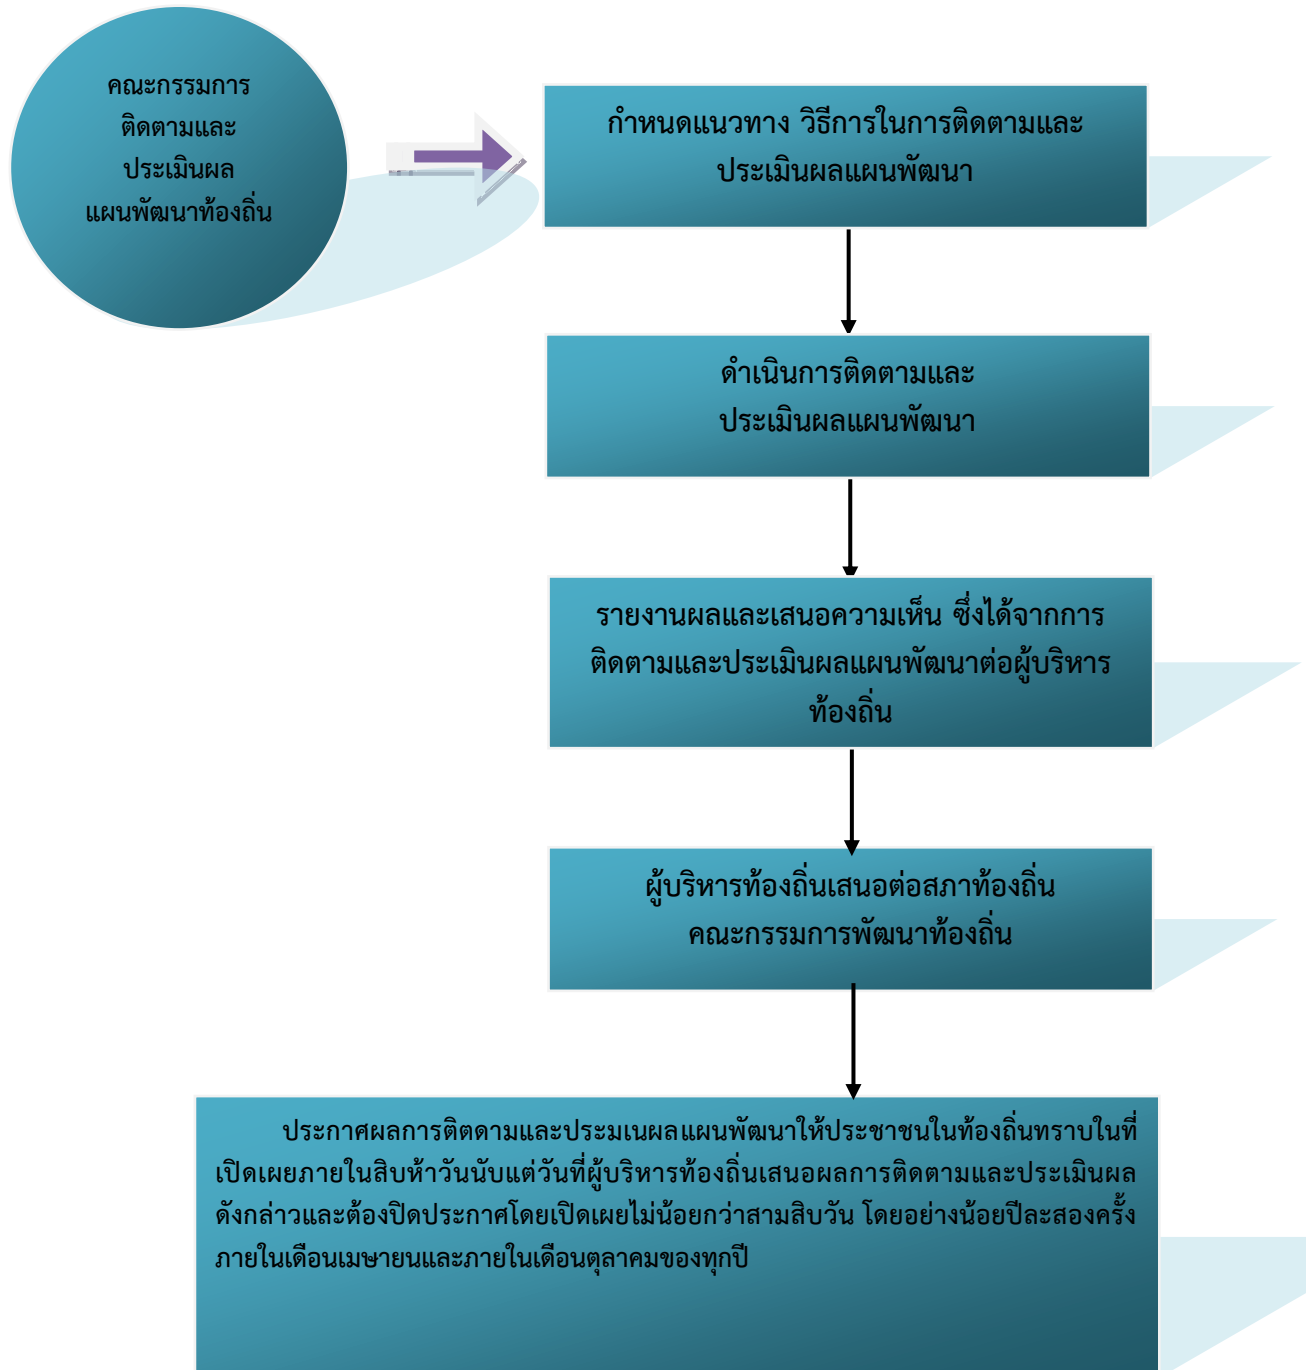 คณะกรรมการ
ติดตามและ
ประเมินผล
แผนพัฒนาท้องถิ่น
กำหนดแนวทาง วิธีการในการติดตามและ
ประเมินผลแผนพัฒนา
ดำเนินการติดตามและ
ประเมินผลแผนพัฒนา
รายงานผลและเสนอความเห็น ซึ่งได้จากการ
ติดตามและประเมินผลแผนพัฒนาต่อผู้บริหาร
ท้องถิ่น
ผู้บริหารท้องถิ่นเสนอต่อสภาท้องถิ่น
คณะกรรมการพัฒนาท้องถิ่น
ประกาศผลการติตดามและประมเนผลแผนพัฒนาให้ประชาชนในท้องถิ่นทราบในที่
เปิดเผยภายในสิบห้าวันนับแต่วันที่ผู้บริหารท้องถิ่นเสนอผลการติดตามและประเมินผล
ดังกล่าวและต้องปิดประกาศโดยเปิดเผยไม่น้อยกว่าสามสิบวัน โดยอย่างน้อยปีละสองครั้ง
ภายในเดือนเมษายนและภายในเดือนตุลาคมของทุกปี